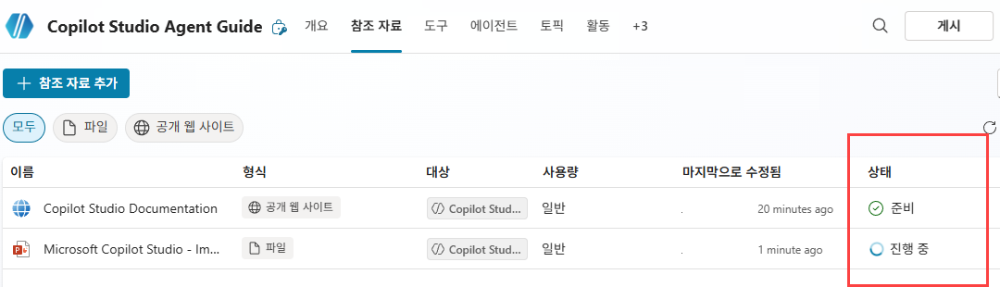 Copilot Studio Agent Guide 개요 참조 자료 도구 에이전트 토픽 활동 +3 게시
참조 자료 추가
모두 파일 공개 웹 사이트
이름 형식 대상 사용량 마지막으로 수정됨 상태
Copilot Studio Documentation 공개 웹 사이트 Copilot Stud... 일반 . 20 minutes ago 준비
Microsoft Copilot Studio - Im... 파일 Copilot Stud... 일반 . 1 minute ago 진행 중